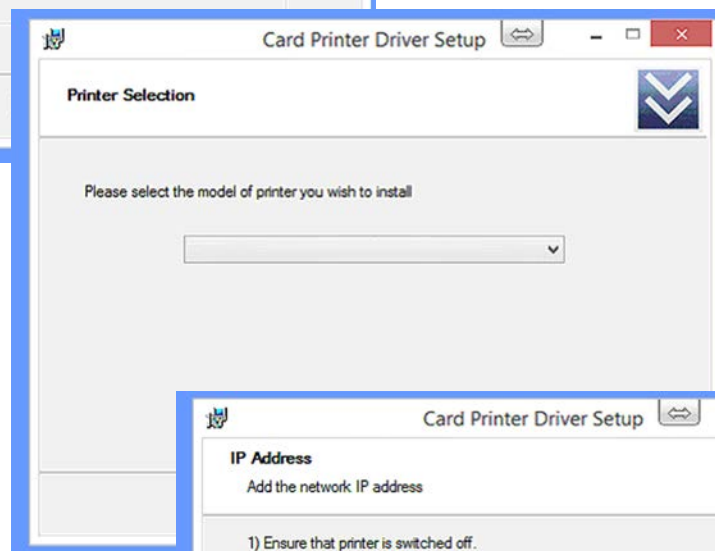 Card Printer Driver Setup
Printer Selection
Please select the model of printer you wish to install
Card Printer Driver Setup
IP Address
Add the network IP address
1) Ensure that printer is switched off.